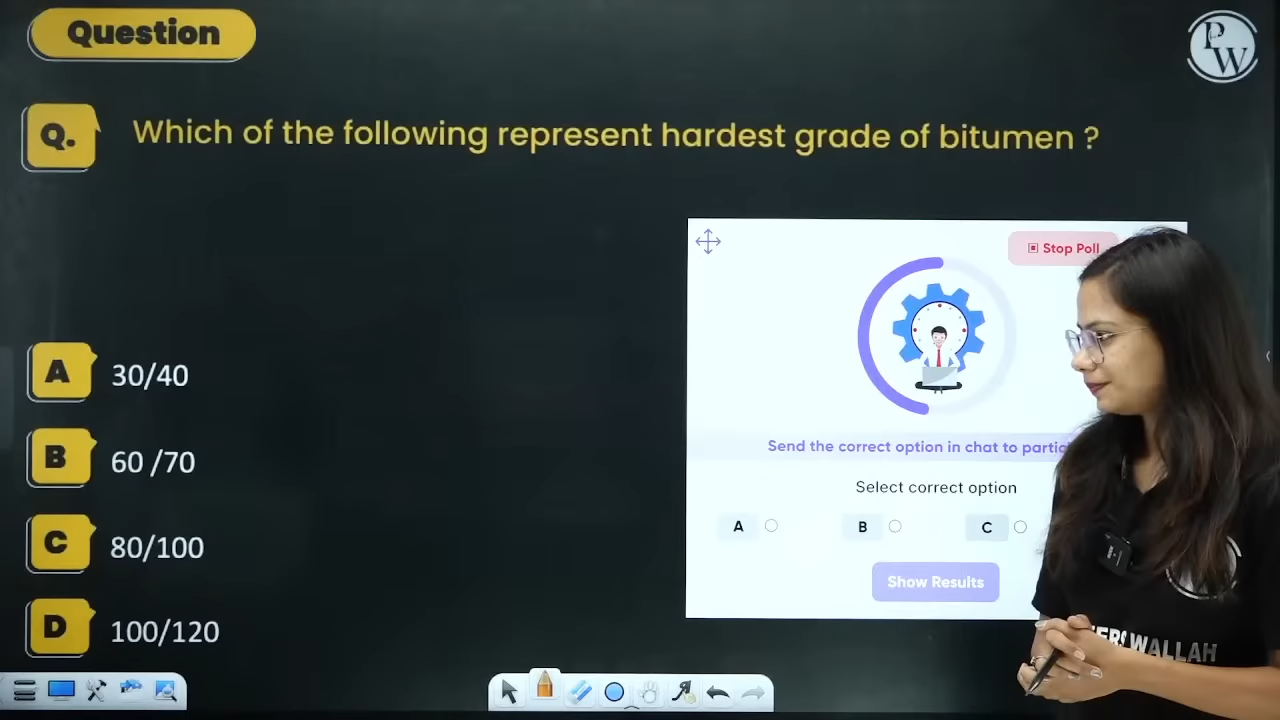 Question
PW
Q.
Which of the following represent hardest grade of bitumen ?
Stop Poll
A
30/40
Send the correct option in chat to
B
60 /70
Select correct option
A
B
C
C
80/100
Show Results
D
100/120
WALLAH